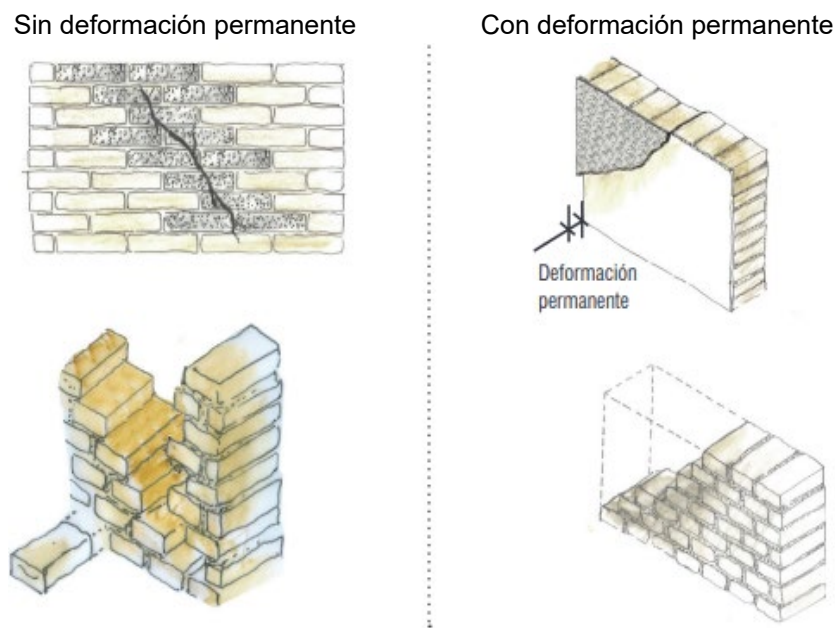 Sin deformación permanente
Con deformación permanente
Deformación
permanente